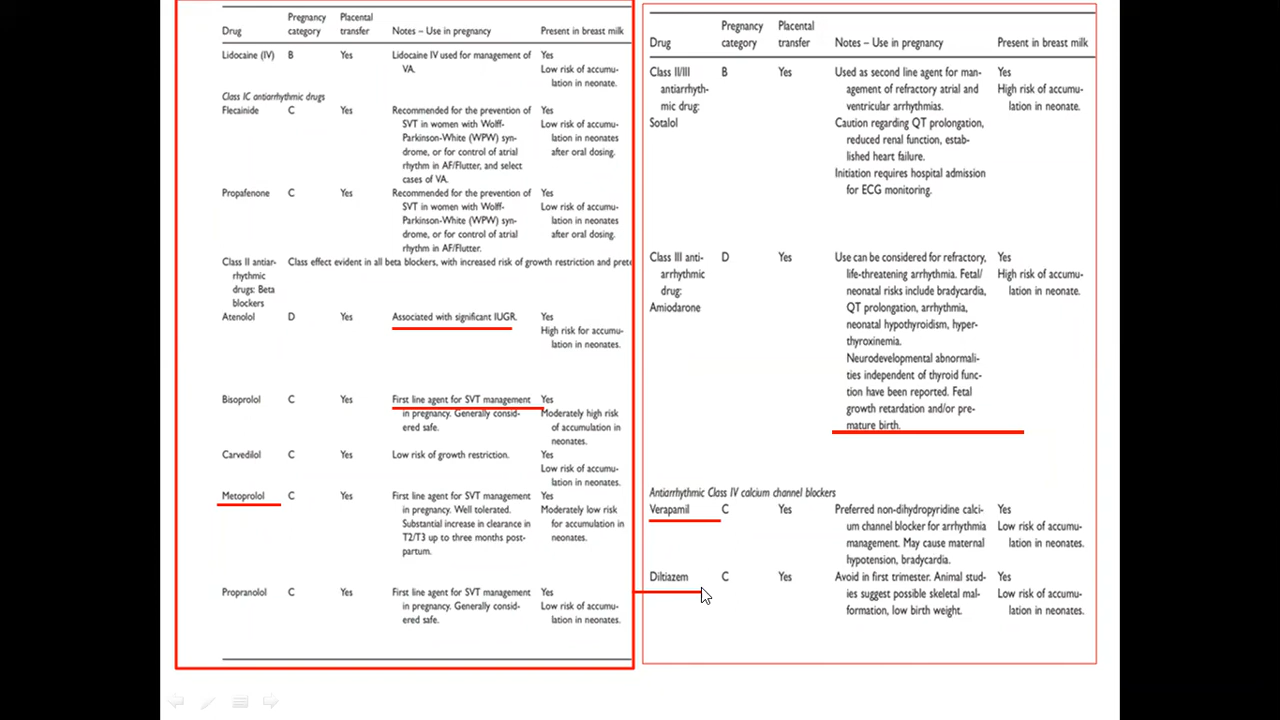 Drug Pregnancy category Placental transfer Notes – Use in pregnancy Present in breast milk
Lidocaine (IV) B Yes Lidocaine IV used for management of Yes
VA. Low risk of accumu-
lation in neonate.
Class IC antiarrhythmic drugs
Flecainide C Yes Recommended for the prevention of Yes
SVT in women with Wolff- Low risk of accumu-
Parkinson-White (WPW) syn- lation in neonates
drome, or for control of atrial after oral dosing.
rhythm in AF/Flutter, and select
cases of VA.
Propafenone C Yes Recommended for the prevention of Yes
SVT in women with Wolff- Low risk of accumu-
Parkinson-White (WPW) syn- lation in neonates
drome, or for control of atrial after oral dosing.
rhythm in AF/Flutter.
Class II antiar- Class effect evident in all beta blockers, with increased risk of growth restriction and prete
rhythmic
drugs: Beta
blockers
Atenolol D Yes Associated with significant IUGR. Yes
High risk for accumu-
lation in neonates.
Bisoprolol C Yes First line agent for SVT management Yes
in pregnancy. Generally consid- Moderately high risk
ered safe. of accumulation in
neonates.
Carvedilol C Yes Low risk of growth restriction. Yes
Low risk of accumu-
lation in neonates.
Metoprolol C Yes First line agent for SVT management Yes
in pregnancy. Well tolerated. Moderately low risk
Substantial increase in clearance in for accumulation in
T2/T3 up to three months post- neonates.
partum.
Propranolol C Yes First line agent for SVT management Yes
in pregnancy. Generally consid- Low risk of accumu-
ered safe. lation in neonates.
Drug Pregnancy category Placental transfer Notes – Use in pregnancy Present in breast milk
Class II/III B Yes Used as second line agent for man- Yes
antiarrhyth- agement of refractory atrial and High risk of accumu-
mic drug: ventricular arrhythmias. lation in neonate.
Sotalol Caution regarding QT prolongation,
reduced renal function, estab-
lished heart failure.
Initiation requires hospital admission
for ECG monitoring.
Class III anti- D Yes Use can be considered for refractory, Yes
arrhythmic life-threatening arrhythmia. Fetal/ High risk of accumu-
drug: neonatal risks include bradycardia, lation in neonate.
Amiodarone QT prolongation, arrhythmia,
neonatal hypothyroidism, hyper-
thyroxinemia.
Neurodevelopmental abnormali-
ties independent of thyroid func-
tion have been reported. Fetal
growth retardation and/or pre-
mature birth.
Antiarrhythmic Class IV calcium channel blockers
Verapamil C Yes Preferred non-dihydropyridine calci- Yes
um channel blocker for arrhythmia Low risk of accumu-
management. May cause maternal lation in neonates.
hypotension, bradycardia.
Diltiazem C Yes Avoid in first trimester. Animal stud- Yes
ies suggest possible skeletal mal- Low risk of accumu-
formation, low birth weight. lation in neonates.